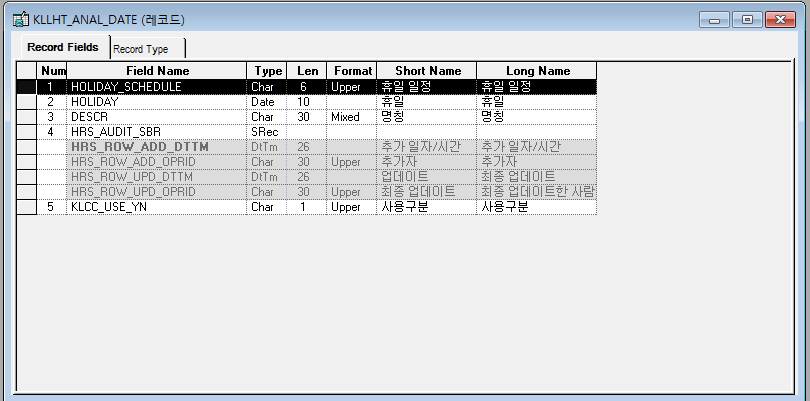 KLLHT_ANAL_DATE (레코드)
Record Fields Record Type
Num Field Name Type Len Format Short Name Long Name
1 HOLIDAY_SCHEDULE Char 6 Upper 휴일 일정 휴일 일정
2 HOLIDAY Date 10 휴일 휴일
3 DESCR Char 30 Mixed 명칭 명칭
4 HRS_AUDIT_SBR SRec
HRS_ROW_ADD_DTTM DtTm 26 추가 일자/시간 추가 일자/시간
HRS_ROW_ADD_OPRID Char 30 Upper 추가자 추가자
HRS_ROW_UPD_DTTM DtTm 26 업데이트 최종 업데이트
HRS_ROW_UPD_OPRID Char 30 Upper 최종 업데이트 최종 업데이트한 사람
5 KLCC_USE_YN Char 1 Upper 사용구분 사용구분